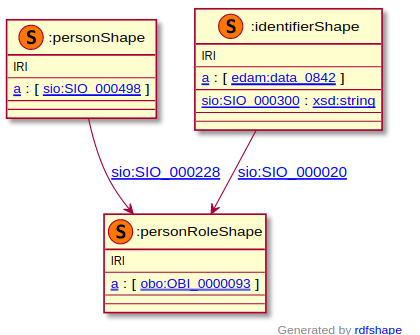 S :personShape
IRI
a : [ sio:SIO_000498 ]
S :identifierShape
IRI
a : [ edam:data_0842 ]
sio:SIO_000300 : xsd:string
sio:SIO_000228
sio:SIO_000020
S :personRoleShape
IRI
a : [ obo:OBI_0000093 ]
Generated by rdfshape